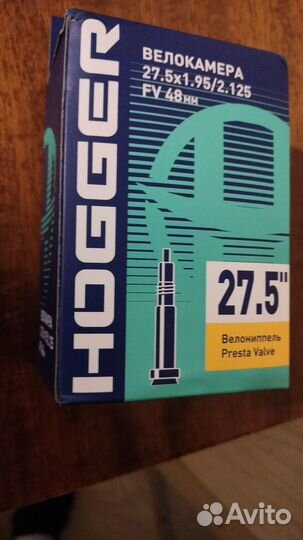 HOGGER
ВЕЛОКАМЕРА
27.5x1.95/2.125
FV 48мм
27.5"
Велониппель
Presta Valve
Avito